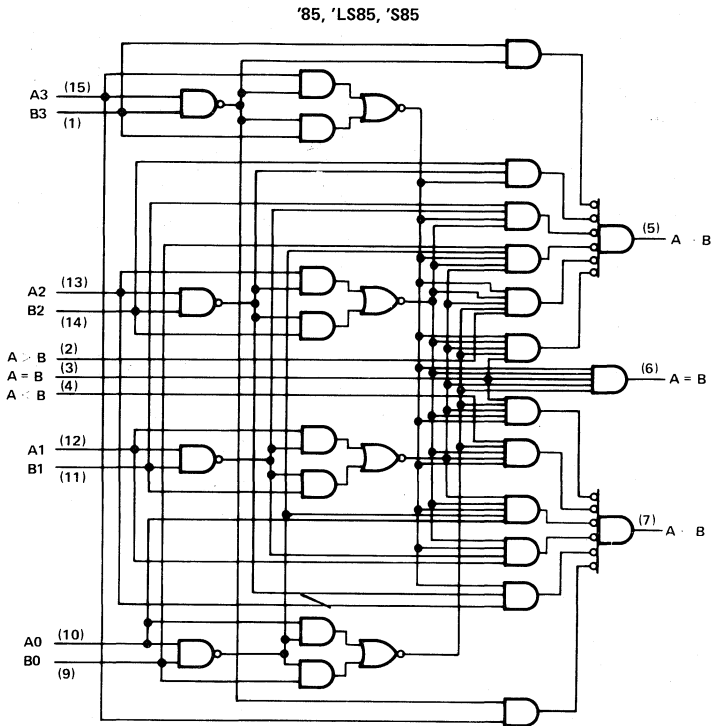 '85, 'LS85, 'S85
A3 (15)
B3
(1)
A2 (13)
B2
(14)
A > B (2)
A = B (3)
A < B (4)
A1 (12)
B1
(11)
A0 (10)
B0
(9)
(5)
A B
(6)
A = B
(7)
A B